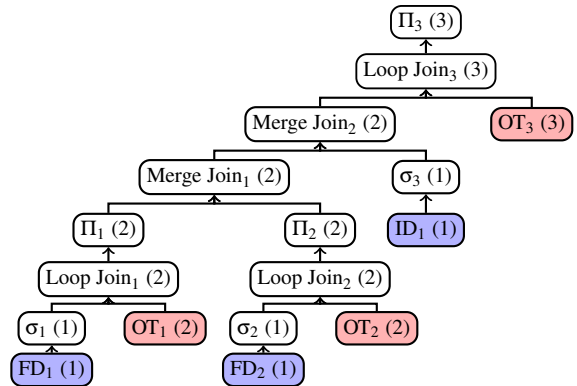 Π₃ (3)
Loop Join₃ (3)
Merge Join₂ (2) OT₃ (3)
Merge Join₁ (2) σ₃ (1)
Π₁ (2) Π₂ (2) ID₁ (1)
Loop Join₁ (2) Loop Join₂ (2)
σ₁ (1) OT₁ (2) σ₂ (1) OT₂ (2)
FD₁ (1) FD₂ (1)